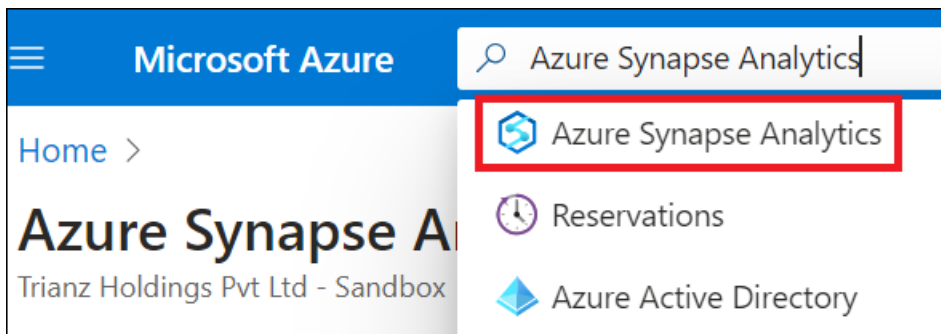 Microsoft Azure
Azure Synapse Analytics
Azure Synapse Analytics
Home >
Reservations
Azure Synapse A
Trianz Holdings Pvt Ltd - Sandbox
Azure Active Directory